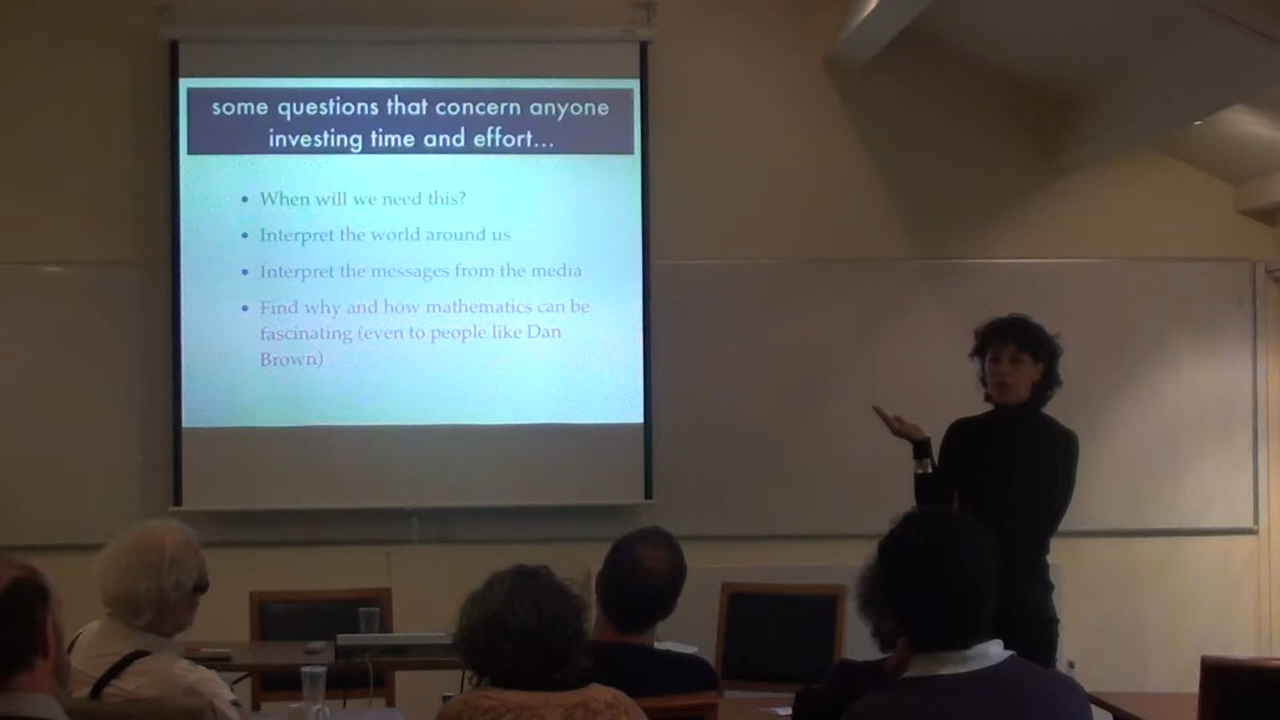 some questions that concern anyone
investing time and effort...
• When will we need this?
• Interpret the world around us
• Interpret the messages from the media
• Find why and how mathematics can be
fascinating (even to people like Dan
Brown)